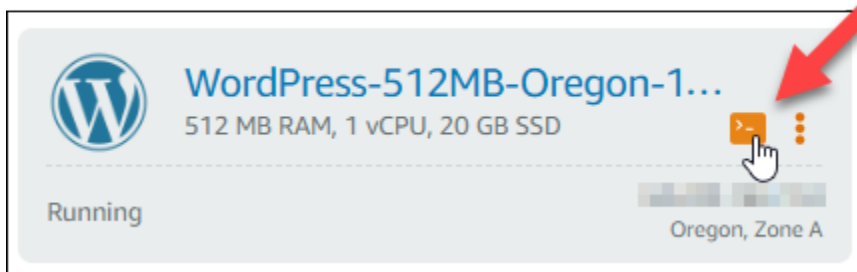 WordPress-512MB-Oregon-1...
512 MB RAM, 1 vCPU, 20 GB SSD
>_
Running
Oregon, Zone A